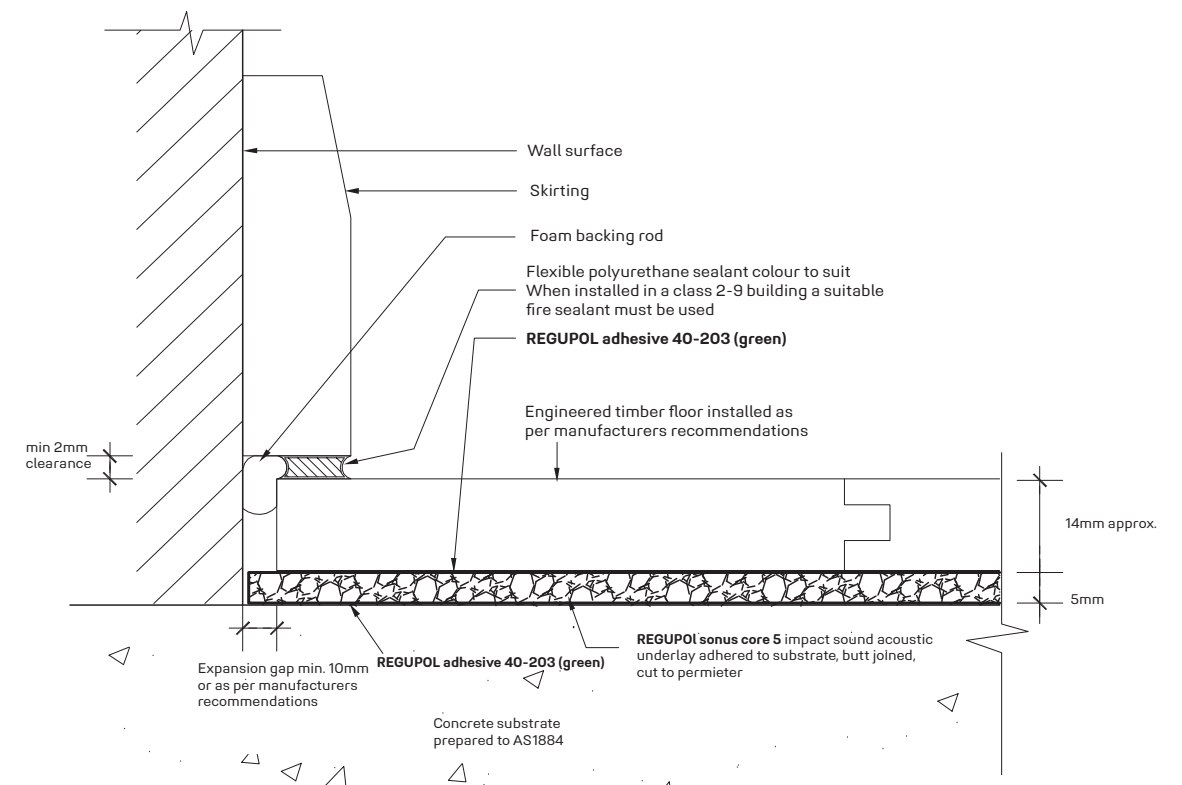 Wall surface
Skirting
Foam backing rod
Flexible polyurethane sealant colour to suit
When installed in a class 2-9 building a suitable
fire sealant must be used
REGUPOL adhesive 40-203 (green)
Engineered timber floor installed as
per manufacturers recommendations
min 2mm
clearance
14mm approx.
5mm
Expansion gap min. 10mm
or as per manufacturers
recommendations
REGUPOL adhesive 40-203 (green)
REGUPOl sonus core 5 impact sound acoustic
underlay adhered to substrate, butt joined,
cut to permieter
Concrete substrate
prepared to AS1884